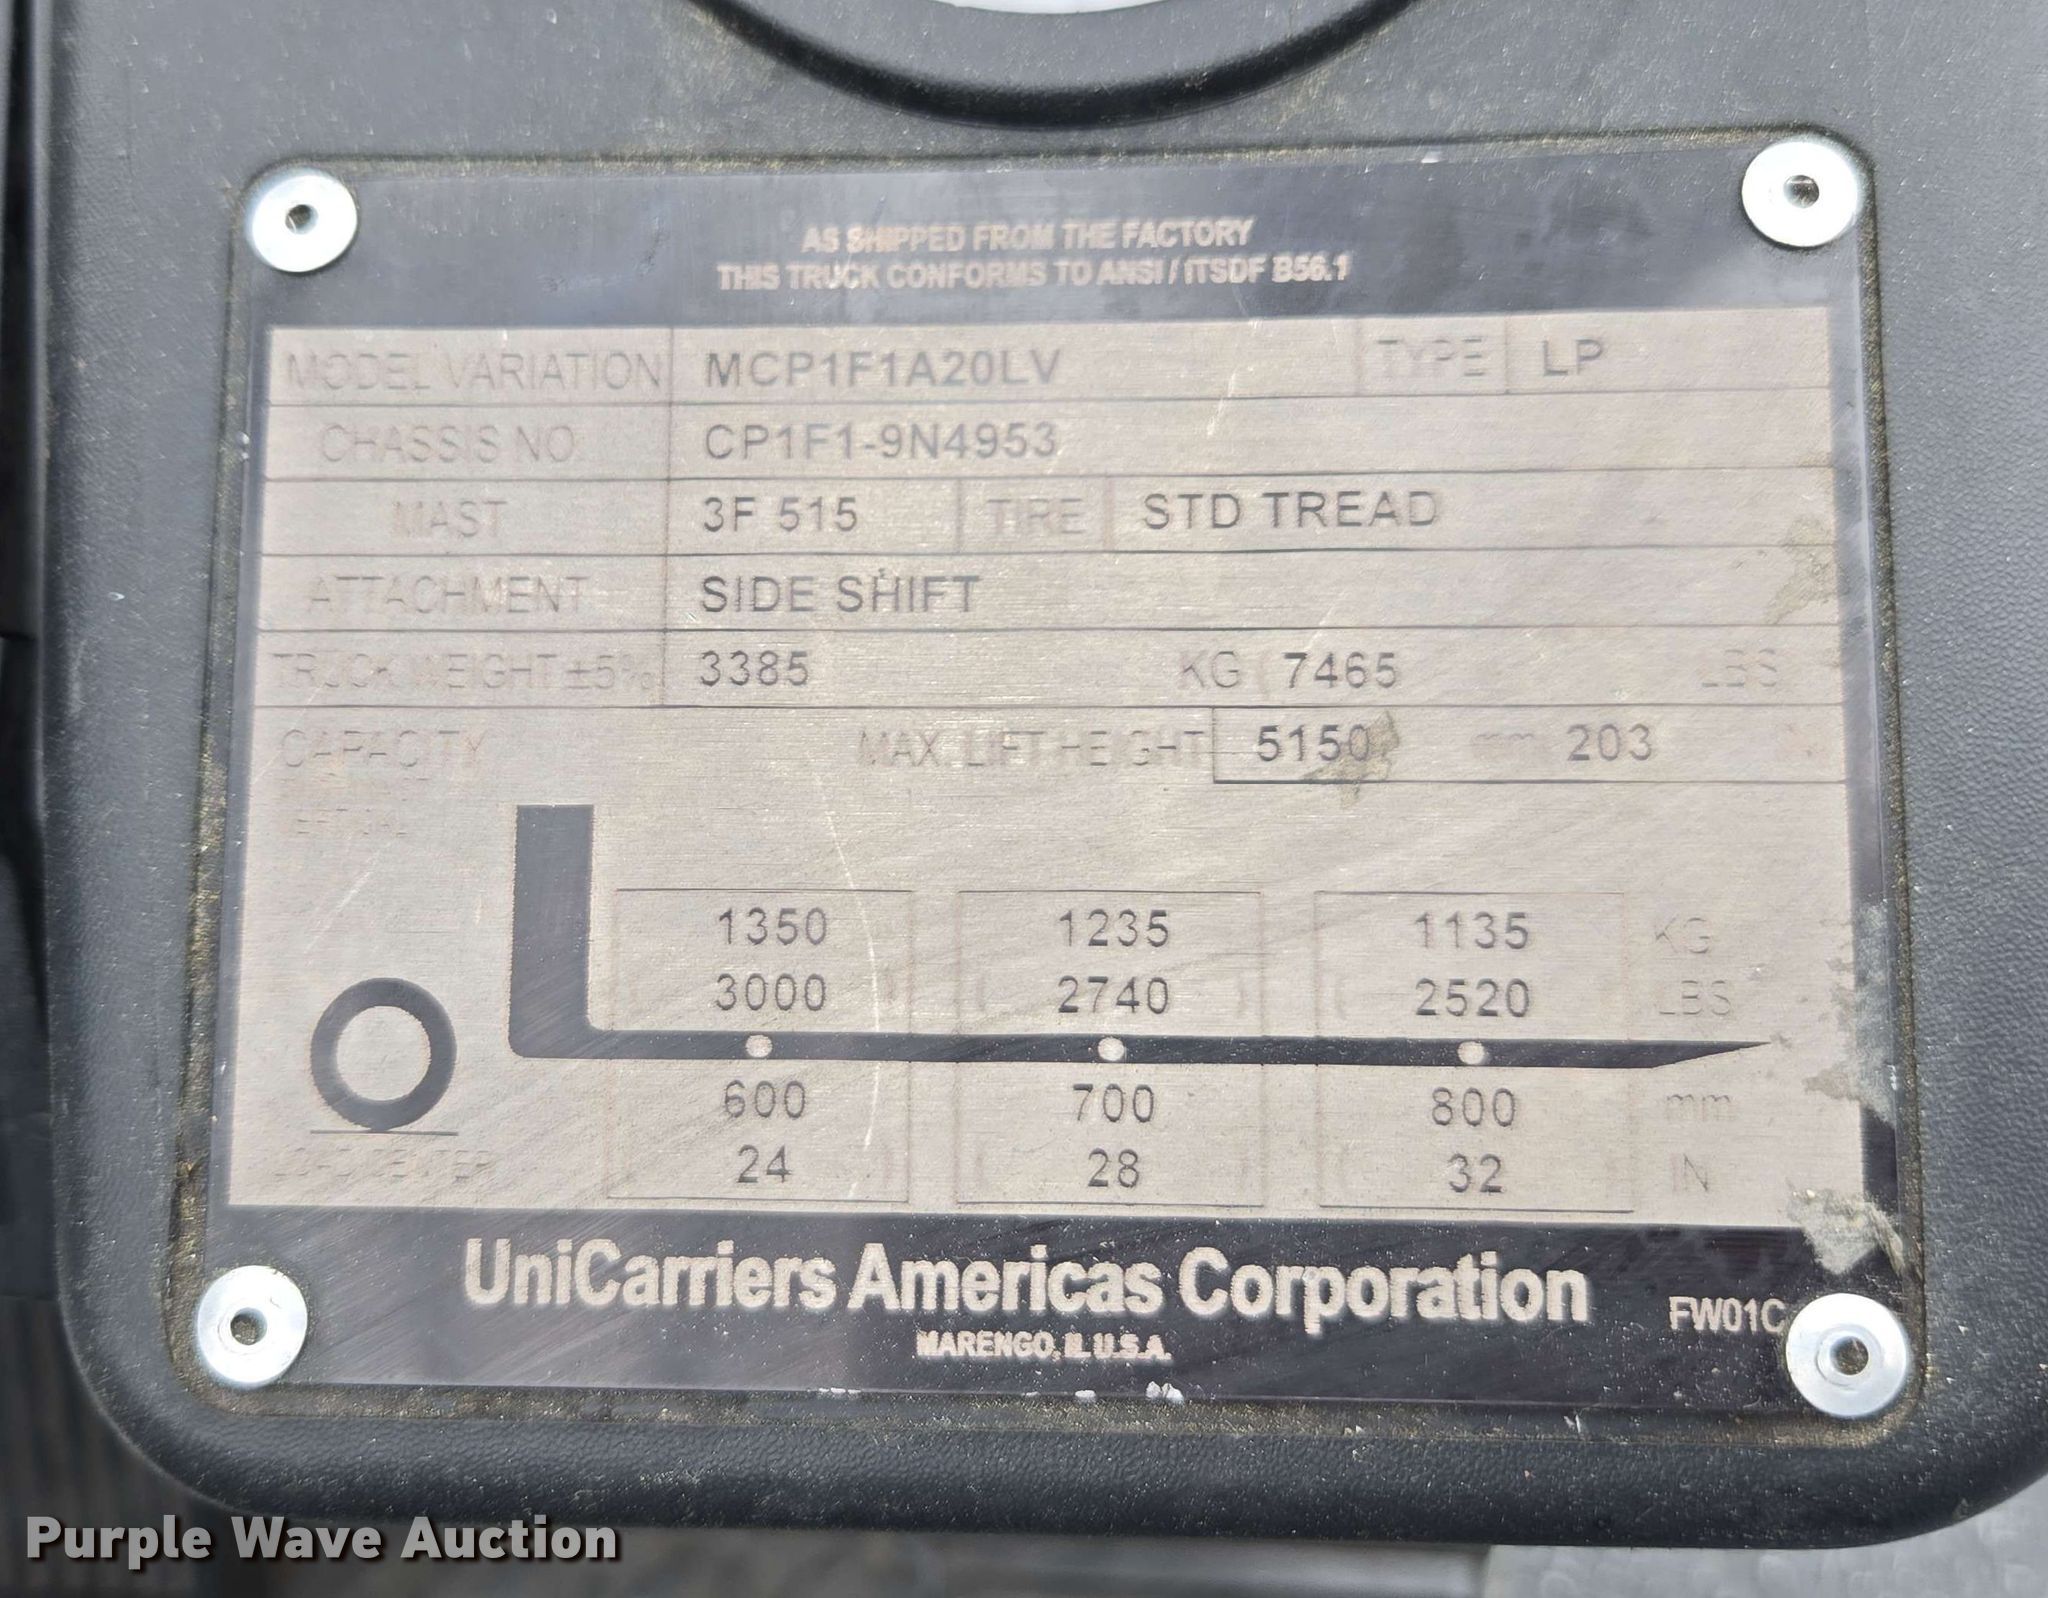 AS SHIPPED FROM THE FACTORY
THIS TRUCK CONFORMS TO ANSI / ITSDF B56.1
MODEL VARIATION MCP1F1A20LV TYPE LP
CHASSIS NO. CP1F1-9N4953
MAST 3F 515 TIRE STD TREAD
ATTACHMENT SIDE SHIFT
TRUCK WEIGHT ±5% 3385 KG ( 7465 LBS
CAPACITY MAX. LIFT HEIGHT 5150 mm 203
VERTICAL
1350 1235 1135 KG
3000 ( 2740 ) ( 2520 LBS
600 700 800 mm
LOAD CENTER 24 ) ( 28 ) ( 32 ) IN
UniCarriers Americas Corporation FW01C
MARENGO, IL U.S.A.
Purple Wave Auction